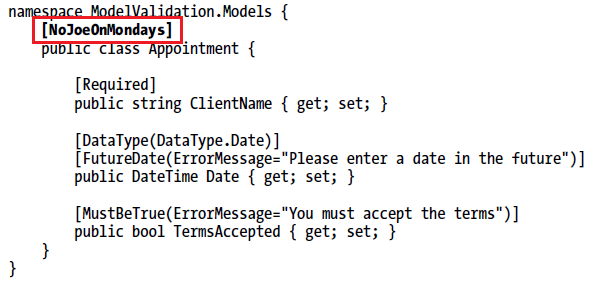 namespace ModelValidation.Models {
[NoJoeOnMondays]
public class Appointment {
[Required]
public string ClientName { get; set; }
[DataType(DataType.Date)]
[FutureDate(ErrorMessage="Please enter a date in the future")]
public DateTime Date { get; set; }
[MustBeTrue(ErrorMessage="You must accept the terms")]
public bool TermsAccepted { get; set; }
}
}